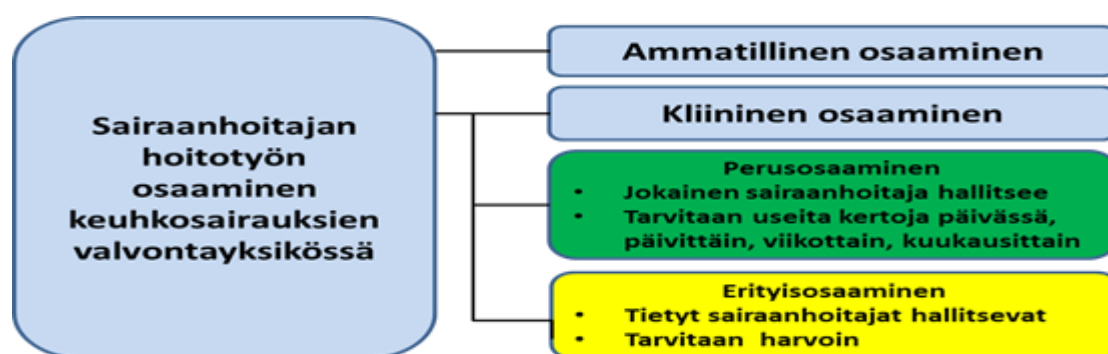 Sairaanhoitajan
hoitotyön
osaaminen
keuhkosairauksien
valvontayksikössä
Ammatillinen osaaminen
Kliininen osaaminen
Perusosaaminen
• Jokainen sairaanhoitaja hallitsee
• Tarvitaan useita kertoja päivässä,
päivittäin, viikottain, kuukausittain
Erityisosaaminen
• Tietyt sairaanhoitajat hallitsevat
• Tarvitaan harvoin